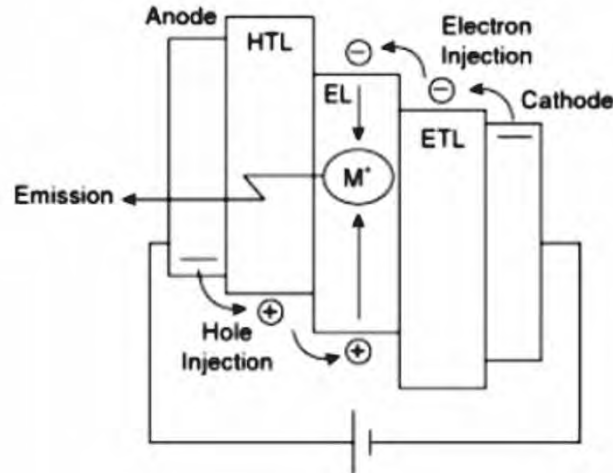 Anode
HTL
Electron
Injection
EL
Cathode
ETL
M*
Emission
Hole
Injection